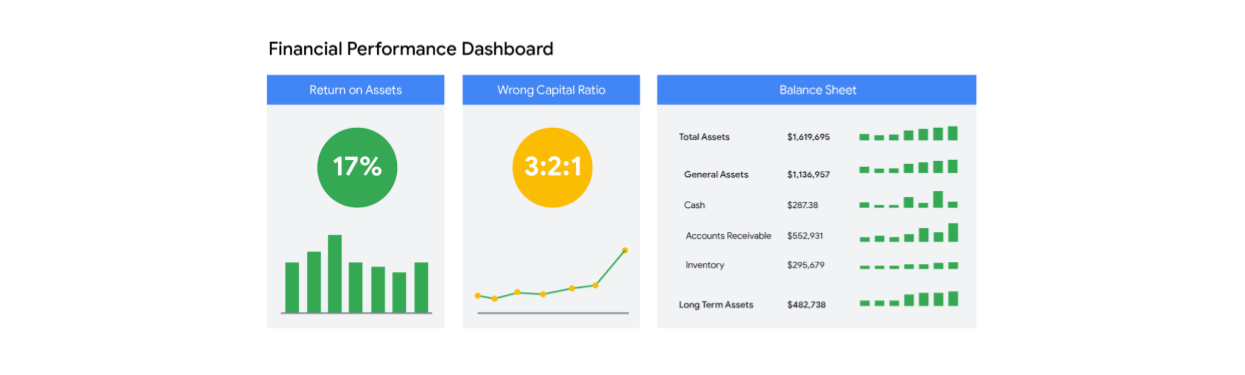 Financial Performance Dashboard
Return on Assets
17%
Wrong Capital Ratio
3:2:1
Balance Sheet
Total Assets $1,619,695
General Assets $1,136,957
Cash $287.38
Accounts Receivable $552,931
Inventory $295,679
Long Term Assets $482,738